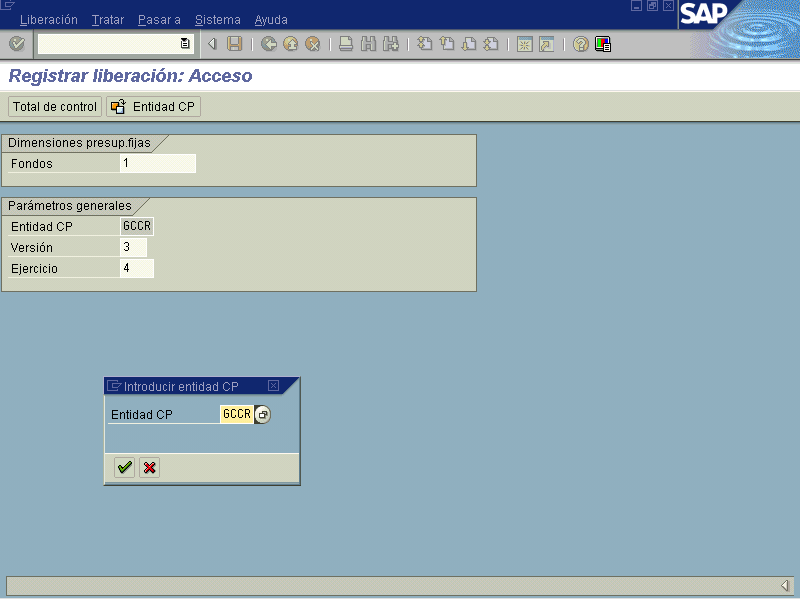 Liberación Tratar Pasar a Sistema Ayuda
SAP
Registrar liberación: Acceso
Total de control Entidad CP
Dimensiones presup.fijas
Fondos 1
Parámetros generales
Entidad CP GCCR
Versión 3
Ejercicio 4
Introducir entidad CP
Entidad CP GCCR